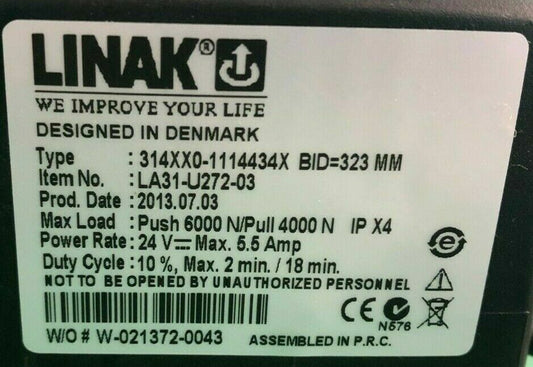 LINAK®
WE IMPROVE YOUR LIFE
DESIGNED IN DENMARK
Type : 314XX0-1114434X BID=323 MM
Item No. : LA31-U272-03
Prod. Date : 2013.07.03
Max Load : Push 6000 N/Pull 4000 N IP X4
Power Rate : 24 V⎓ Max. 5.5 Amp
Duty Cycle : 10 %, Max. 2 min. / 18 min.
NOT TO BE OPENED BY UNAUTHORIZED PERSONNEL
CE N576
W/O # W-021372-0043 ASSEMBLED IN P.R.C.